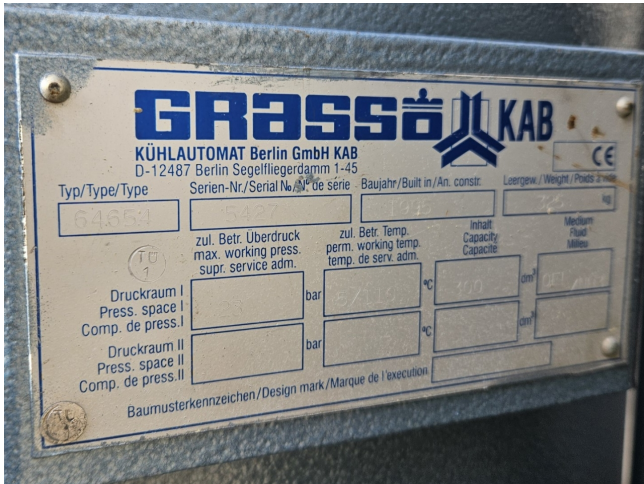 GRASSO KAB
KÜHLAUTOMAT Berlin GmbH KAB
D-12487 Berlin Segelfliegerdamm 1-45
CE
Typ/Type/Type
Serien-Nr./Serial No./N° de série
Baujahr/Built in/An. constr.
Leergew./Weight/Poids à vide
5427
kg
zul. Betr. Überdruck
max. working press.
supr. service adm.
zul. Betr. Temp.
perm. working temp.
temp. de serv. adm.
Inhalt
Capacity
Capacité
Medium
Fluid
Milieu
Druckraum I
Press. space I
Comp. de press.I
bar
°C
100
dm³
Druckraum II
Press. space II
Comp. de press.II
bar
°C
dm³
Baumusterkennzeichen/Design mark/Marque de l'execution